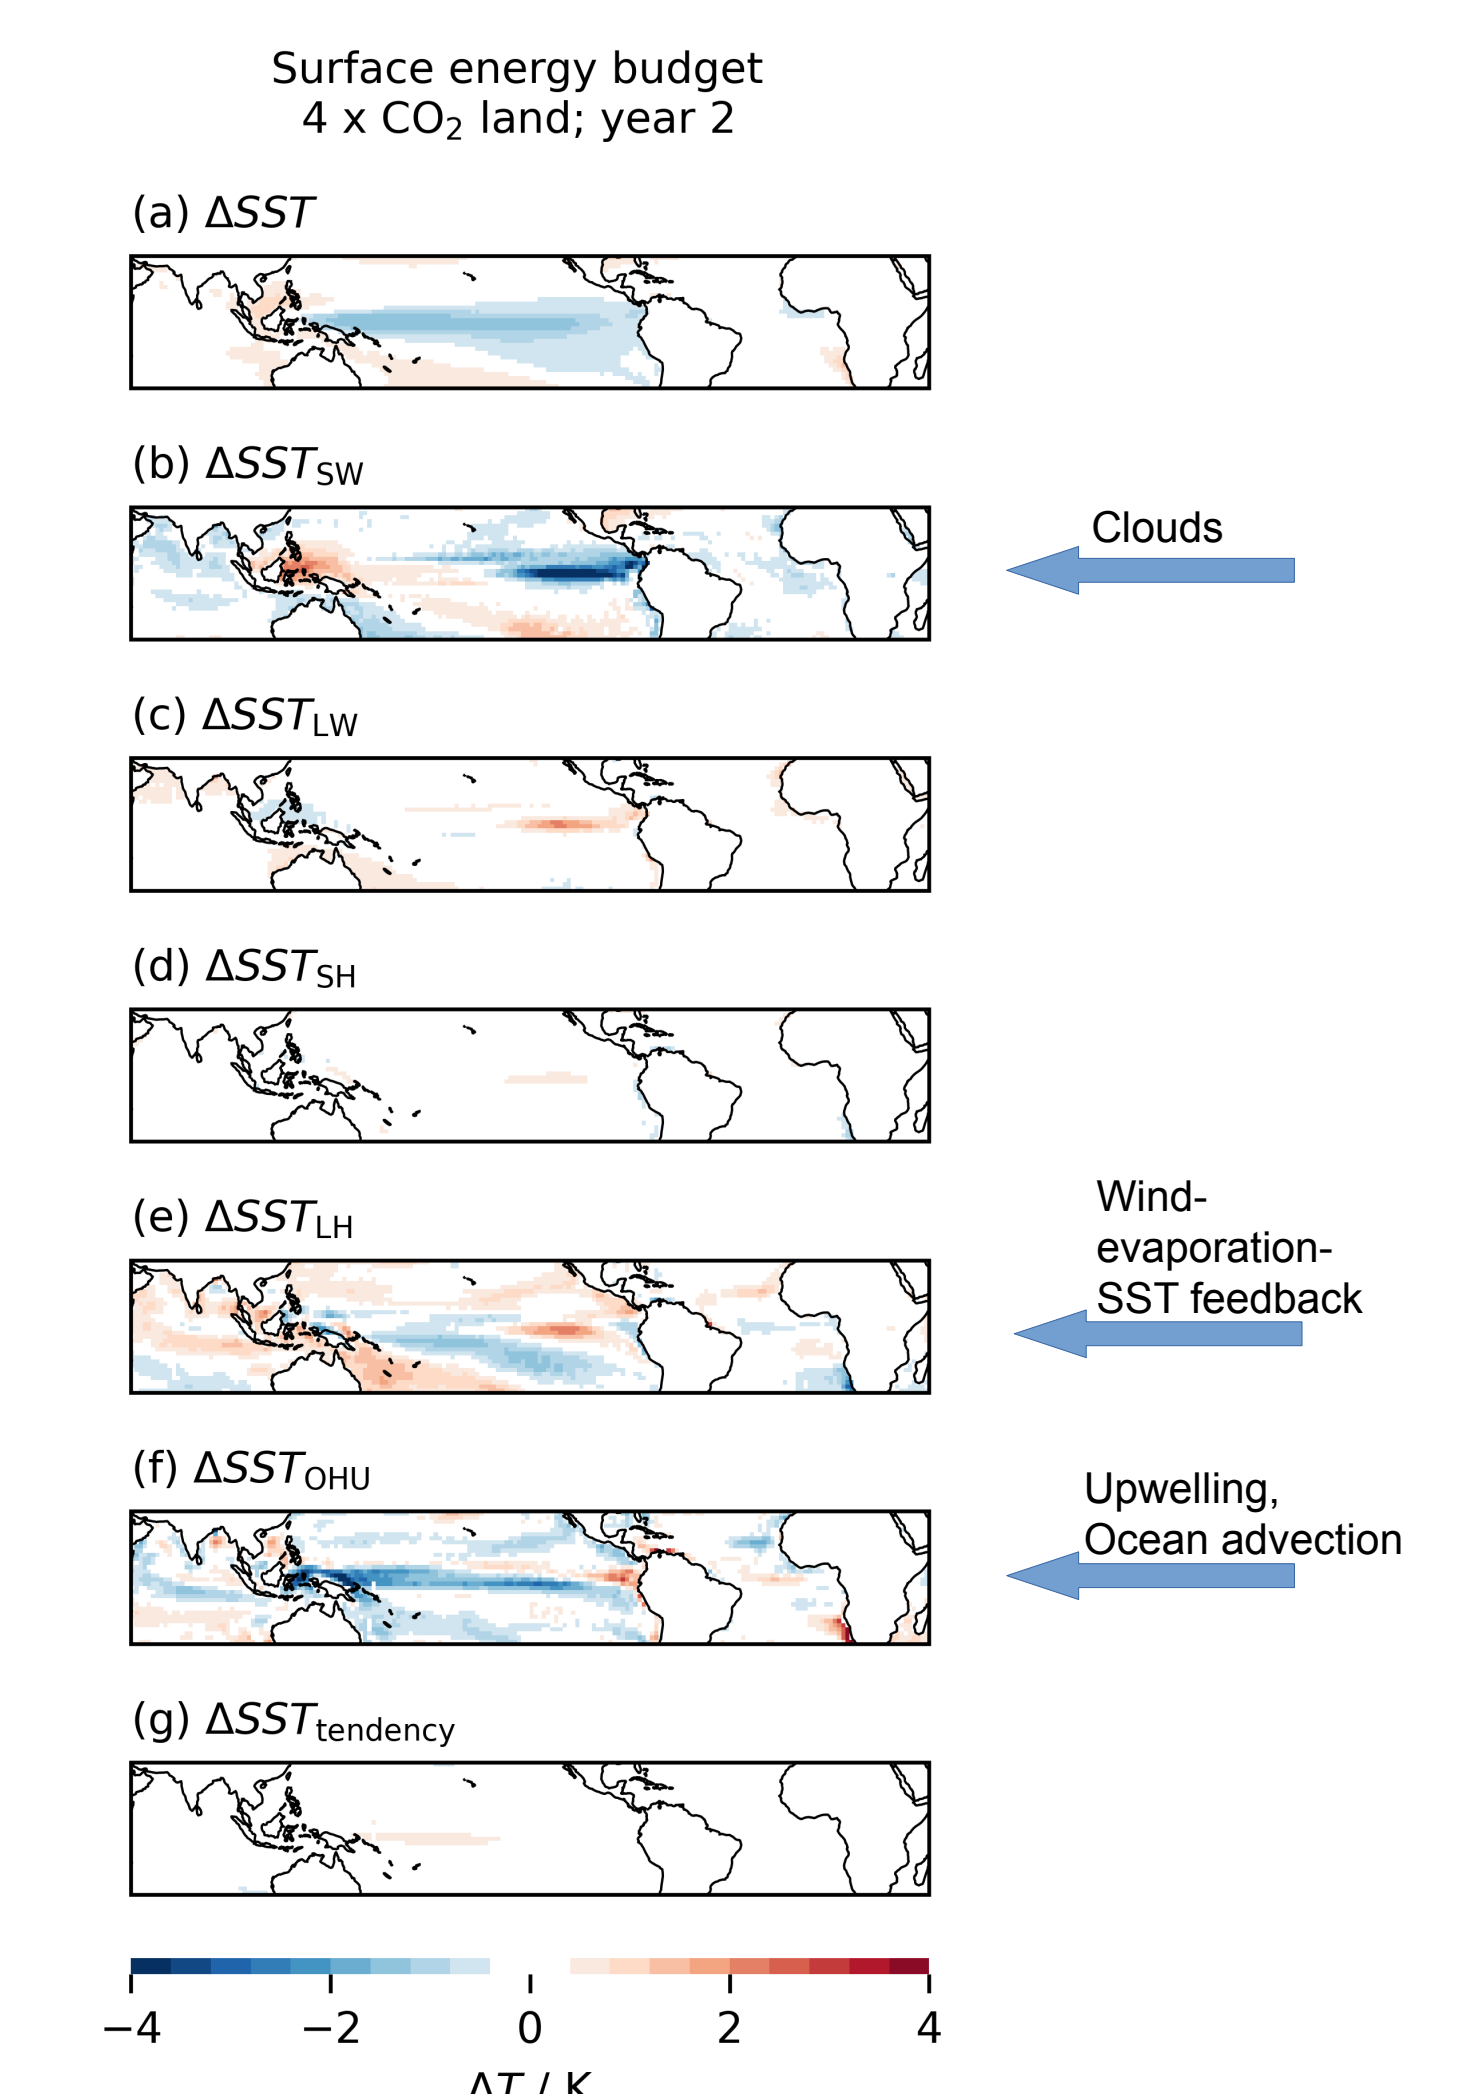 Surface energy budget
4 x CO₂ land; year 2
(a) ΔSST
(b) ΔSST_SW
Clouds
(c) ΔSST_LW
(d) ΔSST_SH
Wind-
evaporation-
SST feedback
(e) ΔSST_LH
(f) ΔSST_OHU
Upwelling,
Ocean advection
(g) ΔSST_tendency
−4 −2 0 2 4
ΔT / K